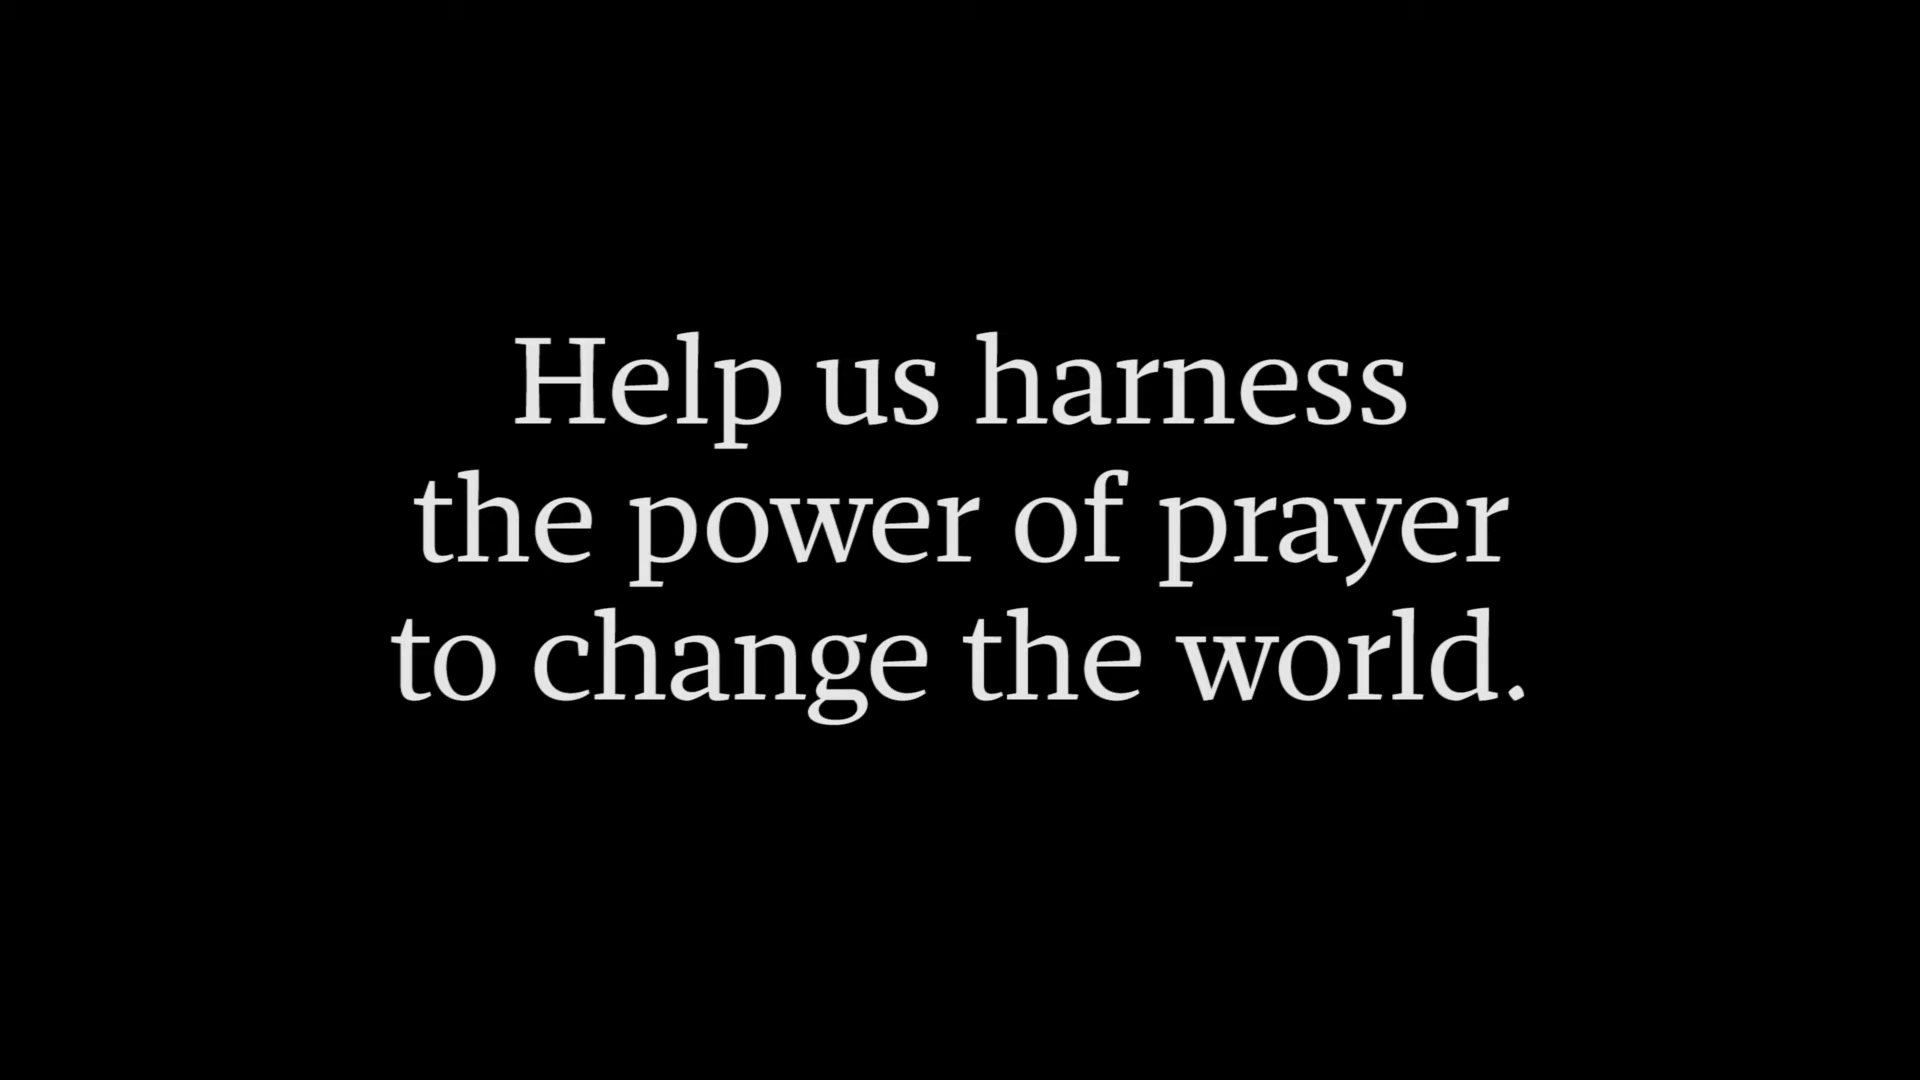 Help us harness
the power of prayer
to change the world.